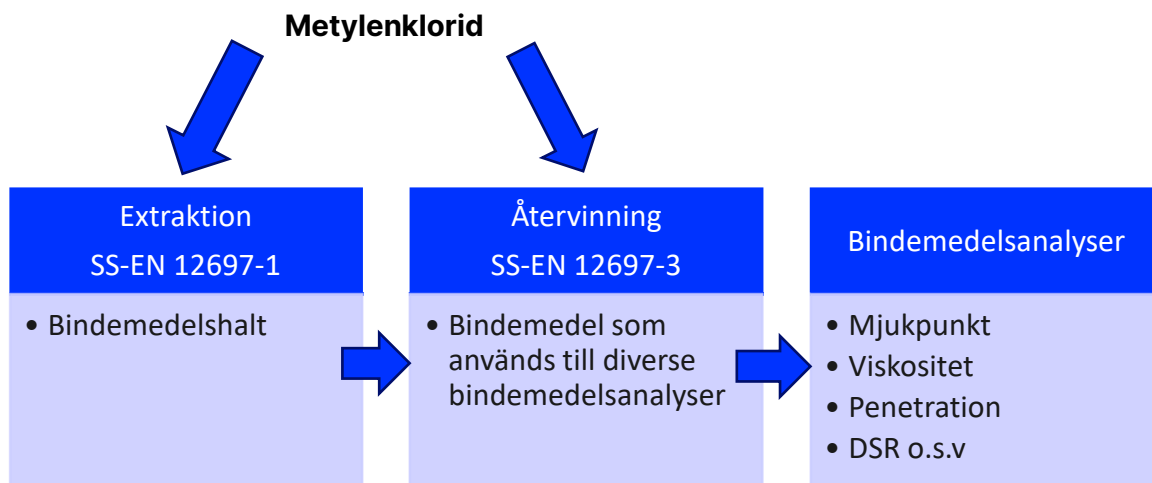 Metylenklorid
Extraktion
SS-EN 12697-1
• Bindemedelshalt
Återvinning
SS-EN 12697-3
• Bindemedel som
används till diverse
bindemedelsanalyser
Bindemedelsanalyser
• Mjukpunkt
• Viskositet
• Penetration
• DSR o.s.v